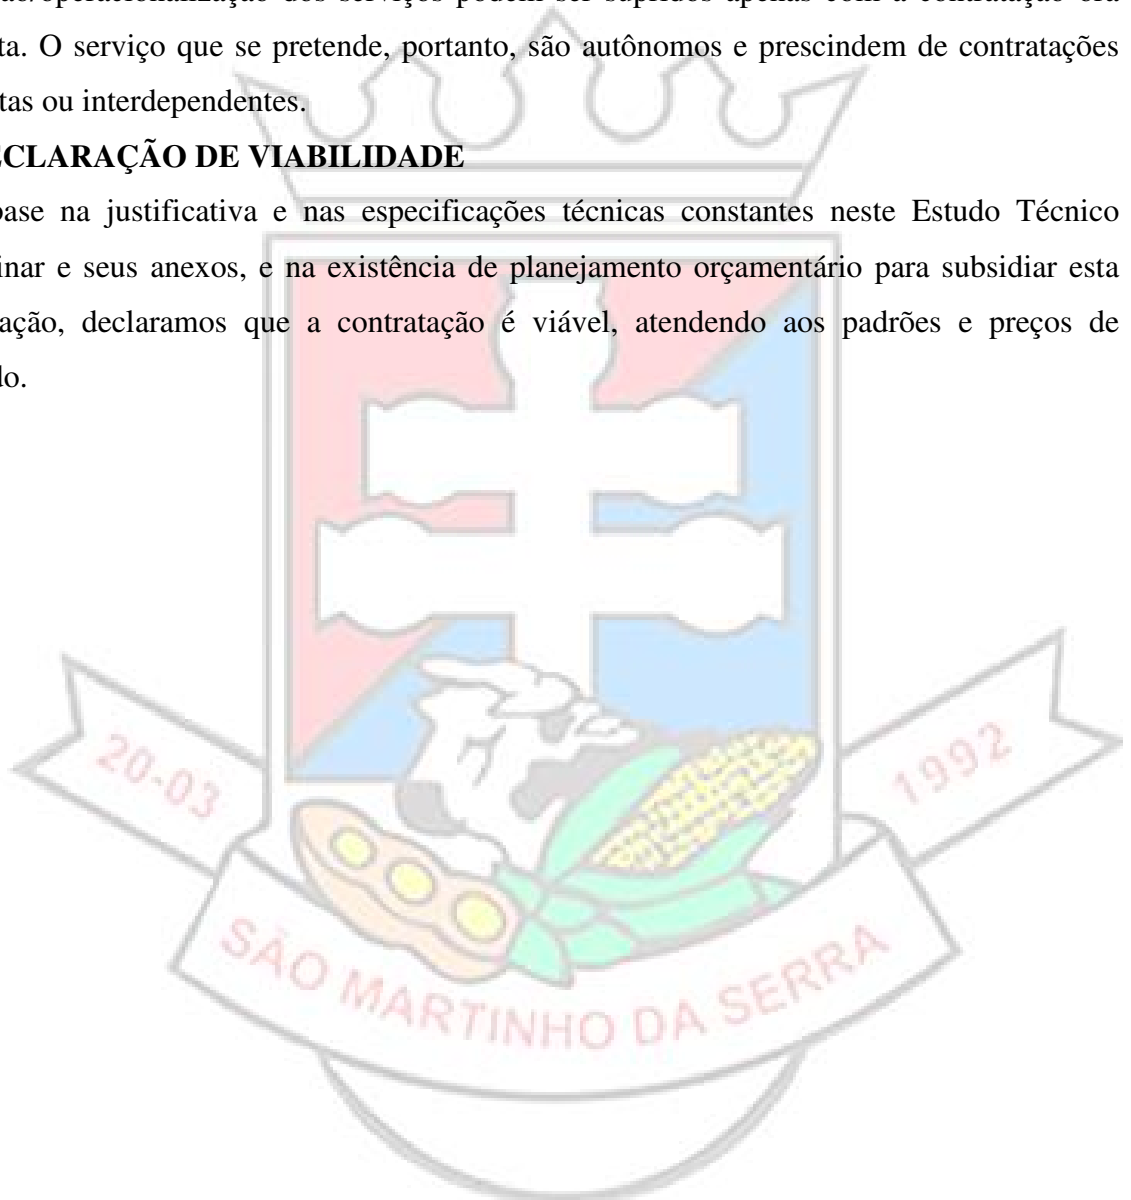 ão/operacionalização dos serviços podem ser supridos apenas com a contratação ora
ta. O serviço que se pretende, portanto, são autônomos e prescindem de contratações
tas ou interdependentes.
ECLARAÇÃO DE VIABILIDADE
base na justificativa e nas especificações técnicas constantes neste Estudo Técnico
inar e seus anexos, e na existência de planejamento orçamentário para subsidiar esta
ação, declaramos que a contratação é viável, atendendo aos padrões e preços de
do.
20-03
1992
SÃO MARTINHO DA SERRA